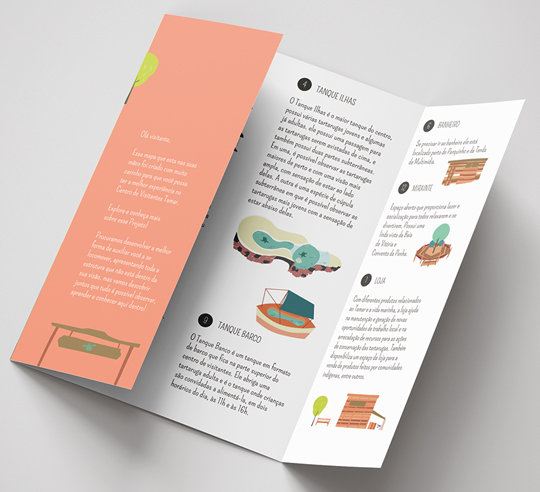 Olá visitante,
Esse mapa que esta nas suas
mãos foi criado com muito
carinho para que você possa
ter a melhor experiência no
Centro de Visitantes Tamar.
Explore e conheça mais
sobre esse Projeto!
Procuramos desenvolver a melhor
forma de auxiliar você a se
locomover, apresentando toda a
estrutura que não está dentro da
sua visão, mas vamos descobrir
juntos que tudo é possível observar,
aprender e conhecer aqui dentro!
4 TANQUE ILHAS
O Tanque Ilhas é o maior tanque do centro,
possui várias tartarugas jovens e algumas
já adultas, ele possui uma passagem para
as tartarugas serem avistadas de cima, e
também possui duas partes subterrâneas.
Em uma, é possível observar as tartarugas
maiores de perto e com uma visão mais
ampla, com sensação de estar ao lado
delas. A outra é uma espécie de cúpula
subterrânea em que é possível observar as
tartarugas mais jovens com a sensação de
estar abaixo delas.
9 TANQUE BARCO
O Tanque Barco é um tanque em formato
de barco que fica na parte superior do
centro de visitantes. Ele abriga uma
tartaruga adulta e é o tanque onde crianças
são convidadas a alimentá-la, em dois
horários do dia, às 11h e às 16h.
BANHEIRO
Se precisar ir ao banheiro ele está
localizado perto do Parquinho e da Tenda
de Multimídia.
10 MIRANTE
Espaço aberto que proporciona lazer e
socialização para todos relaxarem e se
divertirem. Possui uma
linda vista da Baía
de Vitória e
Convento da Penha.
LOJA
Com diferentes produtos relacionados
ao Tamar e a vida marinha, a loja ajuda
na manutenção e geração de novas
oportunidades de trabalho local e na
arrecadação de recursos para as ações
de conservação das tartarugas. Também
disponibiliza um espaço da loja para a
venda de produtos feitos por comunidades
indígenas, entre outros.